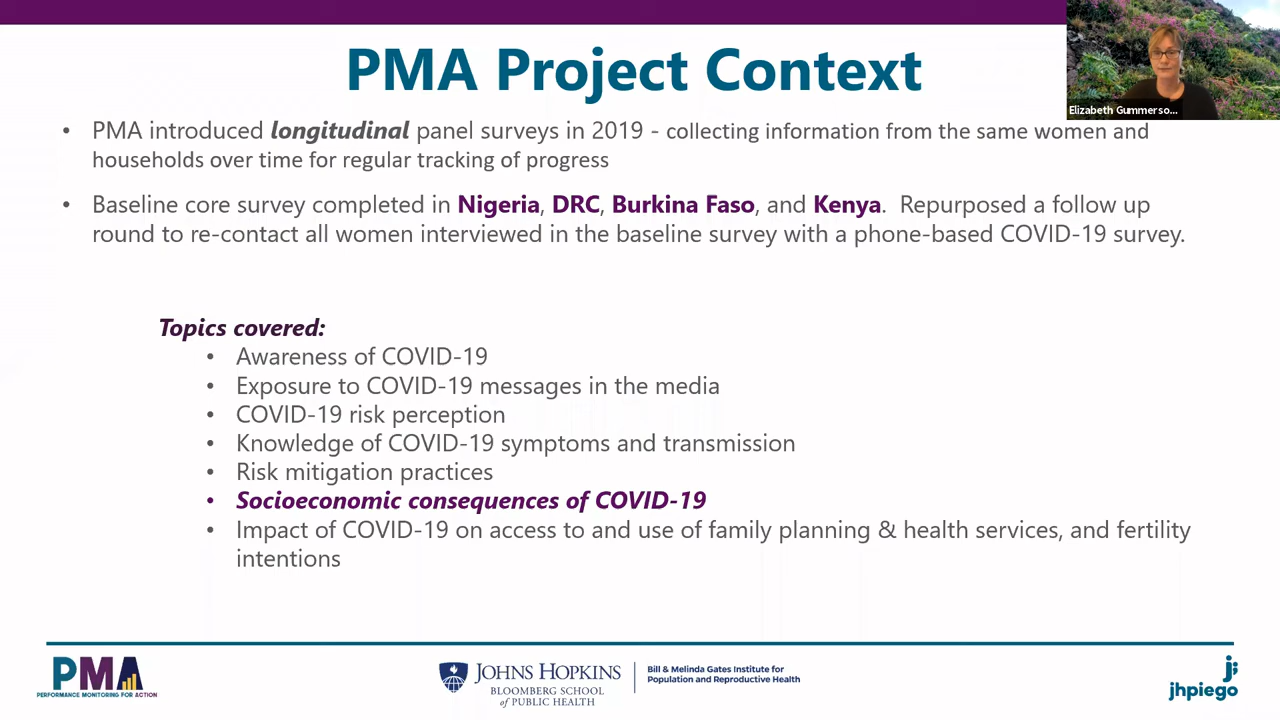 PMA Project Context
Elizabeth Gummerso...
• PMA introduced longitudinal panel surveys in 2019 - collecting information from the same women and
households over time for regular tracking of progress
• Baseline core survey completed in Nigeria, DRC, Burkina Faso, and Kenya. Repurposed a follow up
round to re-contact all women interviewed in the baseline survey with a phone-based COVID-19 survey.
Topics covered:
• Awareness of COVID-19
• Exposure to COVID-19 messages in the media
• COVID-19 risk perception
• Knowledge of COVID-19 symptoms and transmission
• Risk mitigation practices
• Socioeconomic consequences of COVID-19
• Impact of COVID-19 on access to and use of family planning & health services, and fertility
intentions
PMA
PERFORMANCE MONITORING FOR ACTION
JOHNS HOPKINS
BLOOMBERG SCHOOL
of PUBLIC HEALTH
Bill & Melinda Gates Institute for
Population and Reproductive Health
jhpiego